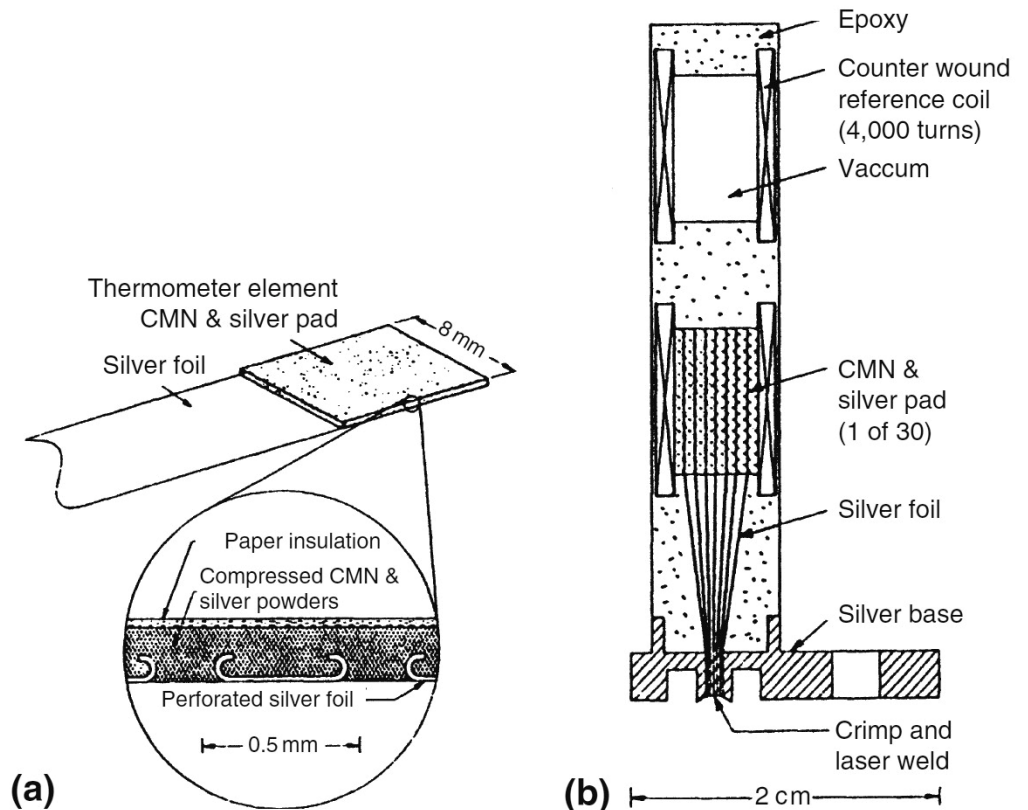 Thermometer element
CMN & silver pad
8 mm
Silver foil
Paper insulation
Compressed CMN &
silver powders
Perforated silver foil
0.5 mm
(a)
Epoxy
Counter wound
reference coil
(4,000 turns)
Vaccum
CMN &
silver pad
(1 of 30)
Silver foil
Silver base
Crimp and
laser weld
2 cm
(b)